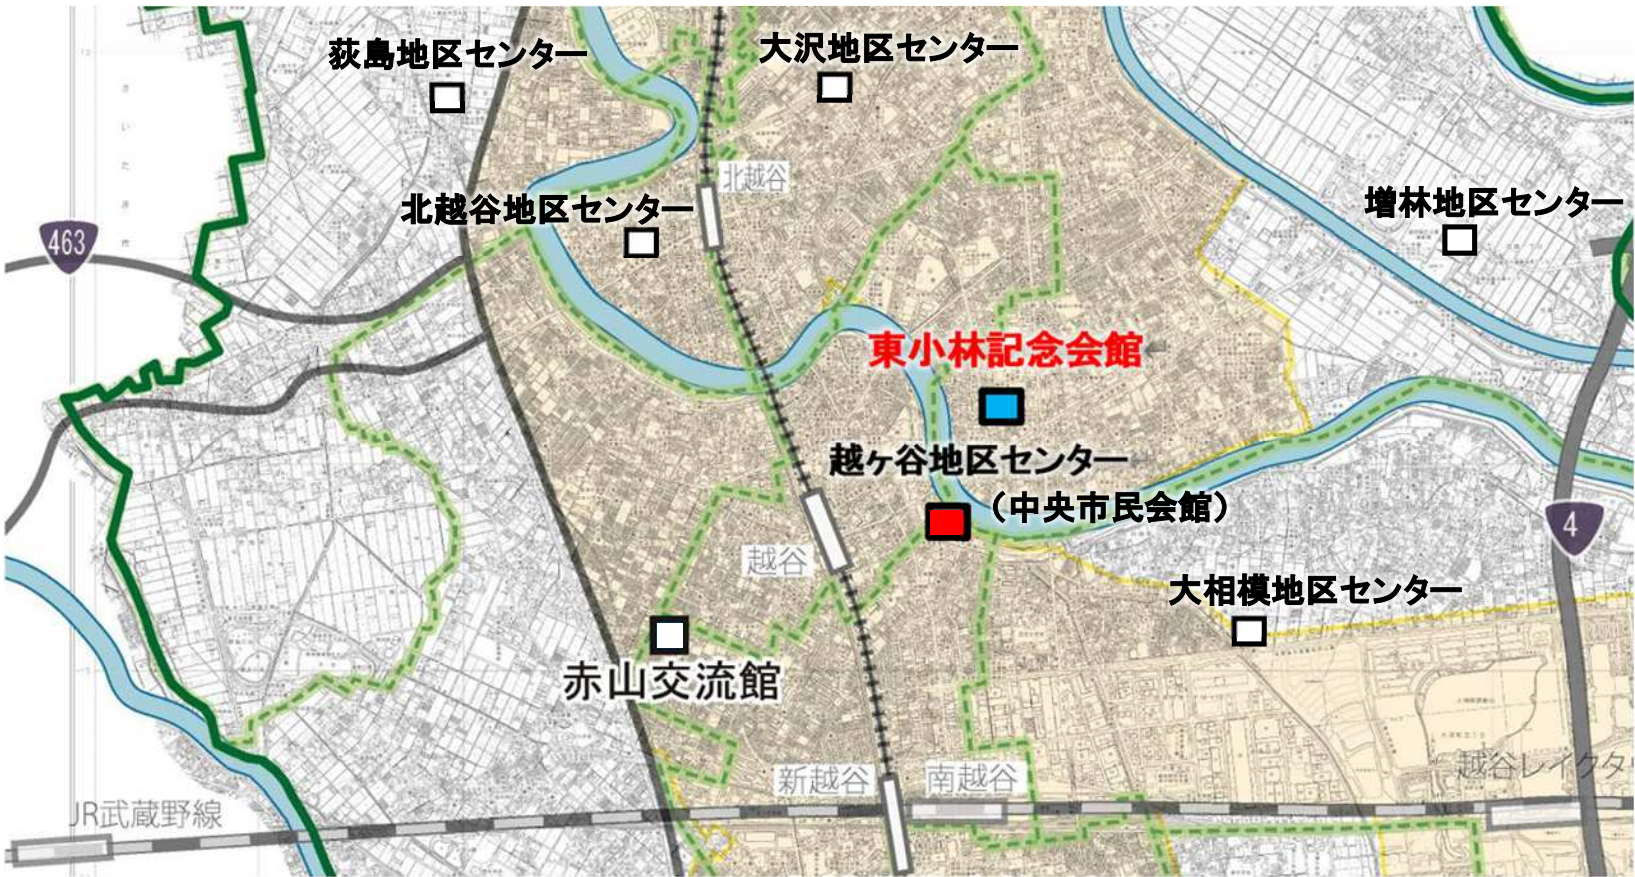 荻島地区センター
大沢地区センター
北越谷
北越谷地区センター
増林地区センター
463
東小林記念会館
越ヶ谷地区センター
（中央市民会館）
4
越谷
大相模地区センター
赤山交流館
新越谷
南越谷
越谷レイクタ
JR武蔵野線